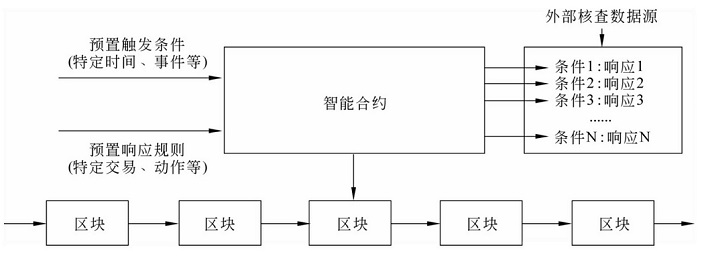 外部核查数据源
预置触发条件
(特定时间、事件等)
智能合约
条件1:响应1
条件2:响应2
条件3:响应3
......
条件N:响应N
预置响应规则
(特定交易、动作等)
区块
区块
区块
区块
区块